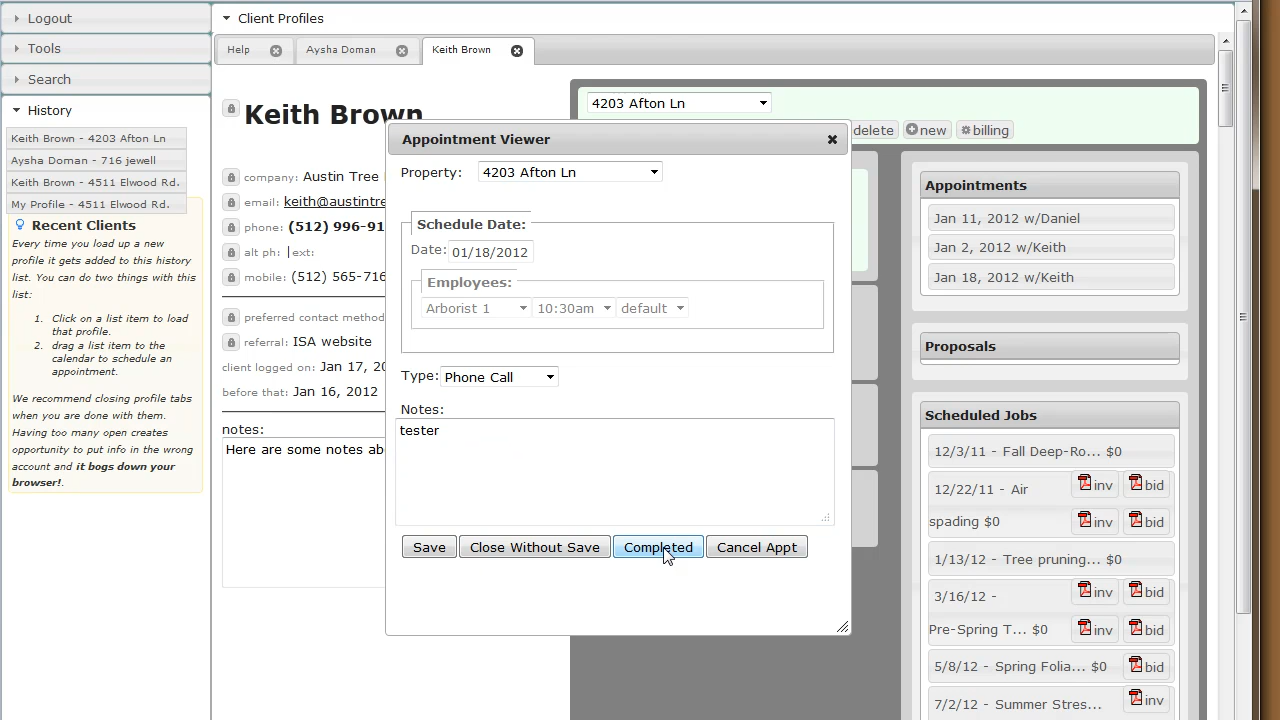 Logout
Tools
Search
History
Keith Brown - 4203 Afton Ln
Aysha Doman - 716 jewell
Keith Brown - 4511 Elwood Rd.
My Profile - 4511 Elwood Rd.
Recent Clients
Every time you load up a new
profile it gets added to this history
list. You can do two things with this
list:
1. Click on a list item to load
that profile.
2. drag a list item to the
calendar to schedule an
appointment.
We recommend closing profile tabs
when you are done with them.
Having too many open creates
opportunity to put info in the wrong
account and it bogs down your
browser!.
Client Profiles
Help
Aysha Doman
Keith Brown
Keith Brown
company: Austin Tree
email: keith@austintre
phone: (512) 996-91
alt ph: |ext:
mobile: (512) 565-716
preferred contact method
referral: ISA website
client logged on: Jan 17, 20
before that: Jan 16, 2012
notes:
Here are some notes abo
4203 Afton Ln
delete
new
billing
Appointment Viewer
Property: 4203 Afton Ln
Schedule Date:
Date: 01/18/2012
Employees:
Arborist 1 10:30am default
Type: Phone Call
Notes:
tester
Save
Close Without Save
Completed
Cancel Appt
Appointments
Jan 11, 2012 w/Daniel
Jan 2, 2012 w/Keith
Jan 18, 2012 w/Keith
Proposals
Scheduled Jobs
12/3/11 - Fall Deep-Ro... $0
12/22/11 - Air inv bid
spading $0 inv bid
1/13/12 - Tree pruning... $0
3/16/12 - inv bid
Pre-Spring T... $0 inv bid
5/8/12 - Spring Folia... $0 bid
7/2/12 - Summer Stres... inv